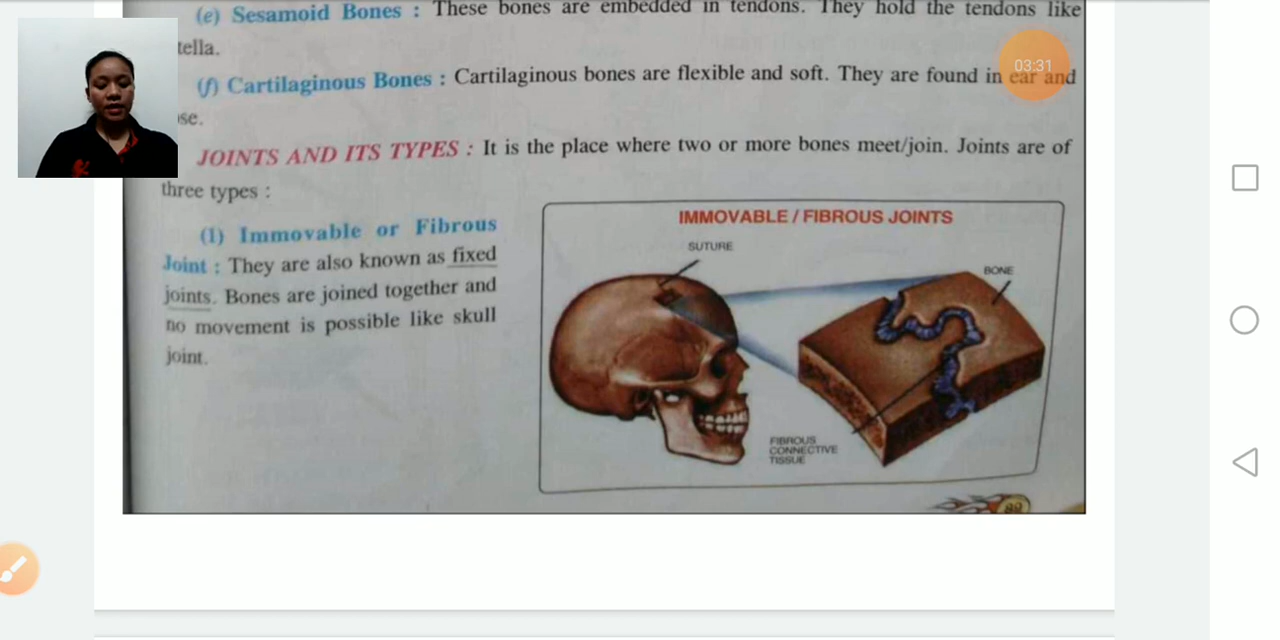 (e) Sesamoid Bones : These bones are embedded in tendons. They hold the tendons like
tella.
(f) Cartilaginous Bones : Cartilaginous bones are flexible and soft. They are found in ear and
se.
03:31
JOINTS AND ITS TYPES : It is the place where two or more bones meet/join. Joints are of
three types :
(1) Immovable or Fibrous
Joint : They are also known as fixed
joints. Bones are joined together and
no movement is possible like skull
joint.
IMMOVABLE / FIBROUS JOINTS
SUTURE
BONE
FIBROUS
CONNECTIVE
TISSUE
89